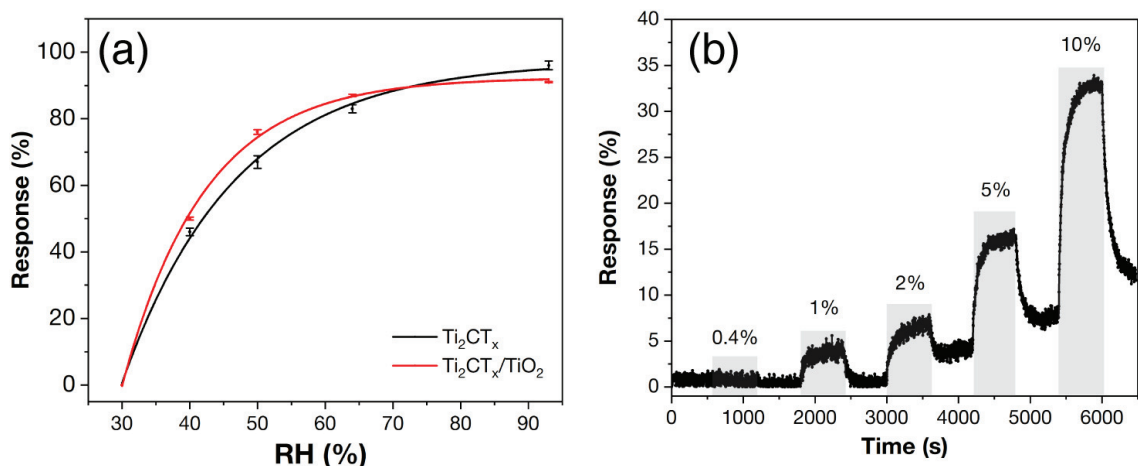 (a)
Response (%)
100
80
60
40
20
0
30 40 50 60 70 80 90
RH (%)
Ti₂CTₓ
Ti₂CTₓ/TiO₂
(b)
Response (%)
40
35
30
25
20
15
10
5
0
0 1000 2000 3000 4000 5000 6000
Time (s)
0.4%
1%
2%
5%
10%